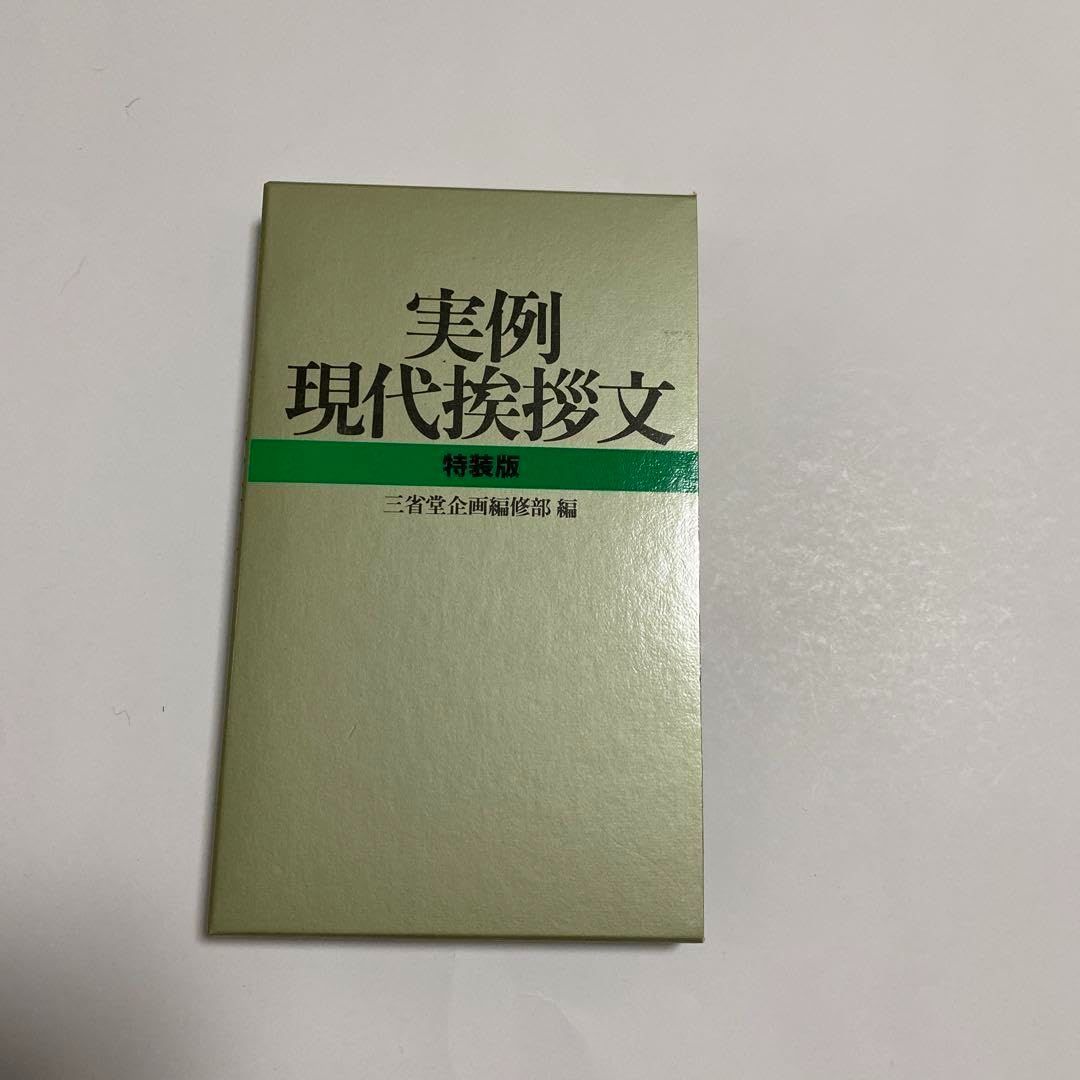 実例
現代挨拶文
特装版
三省堂企画編修部 編